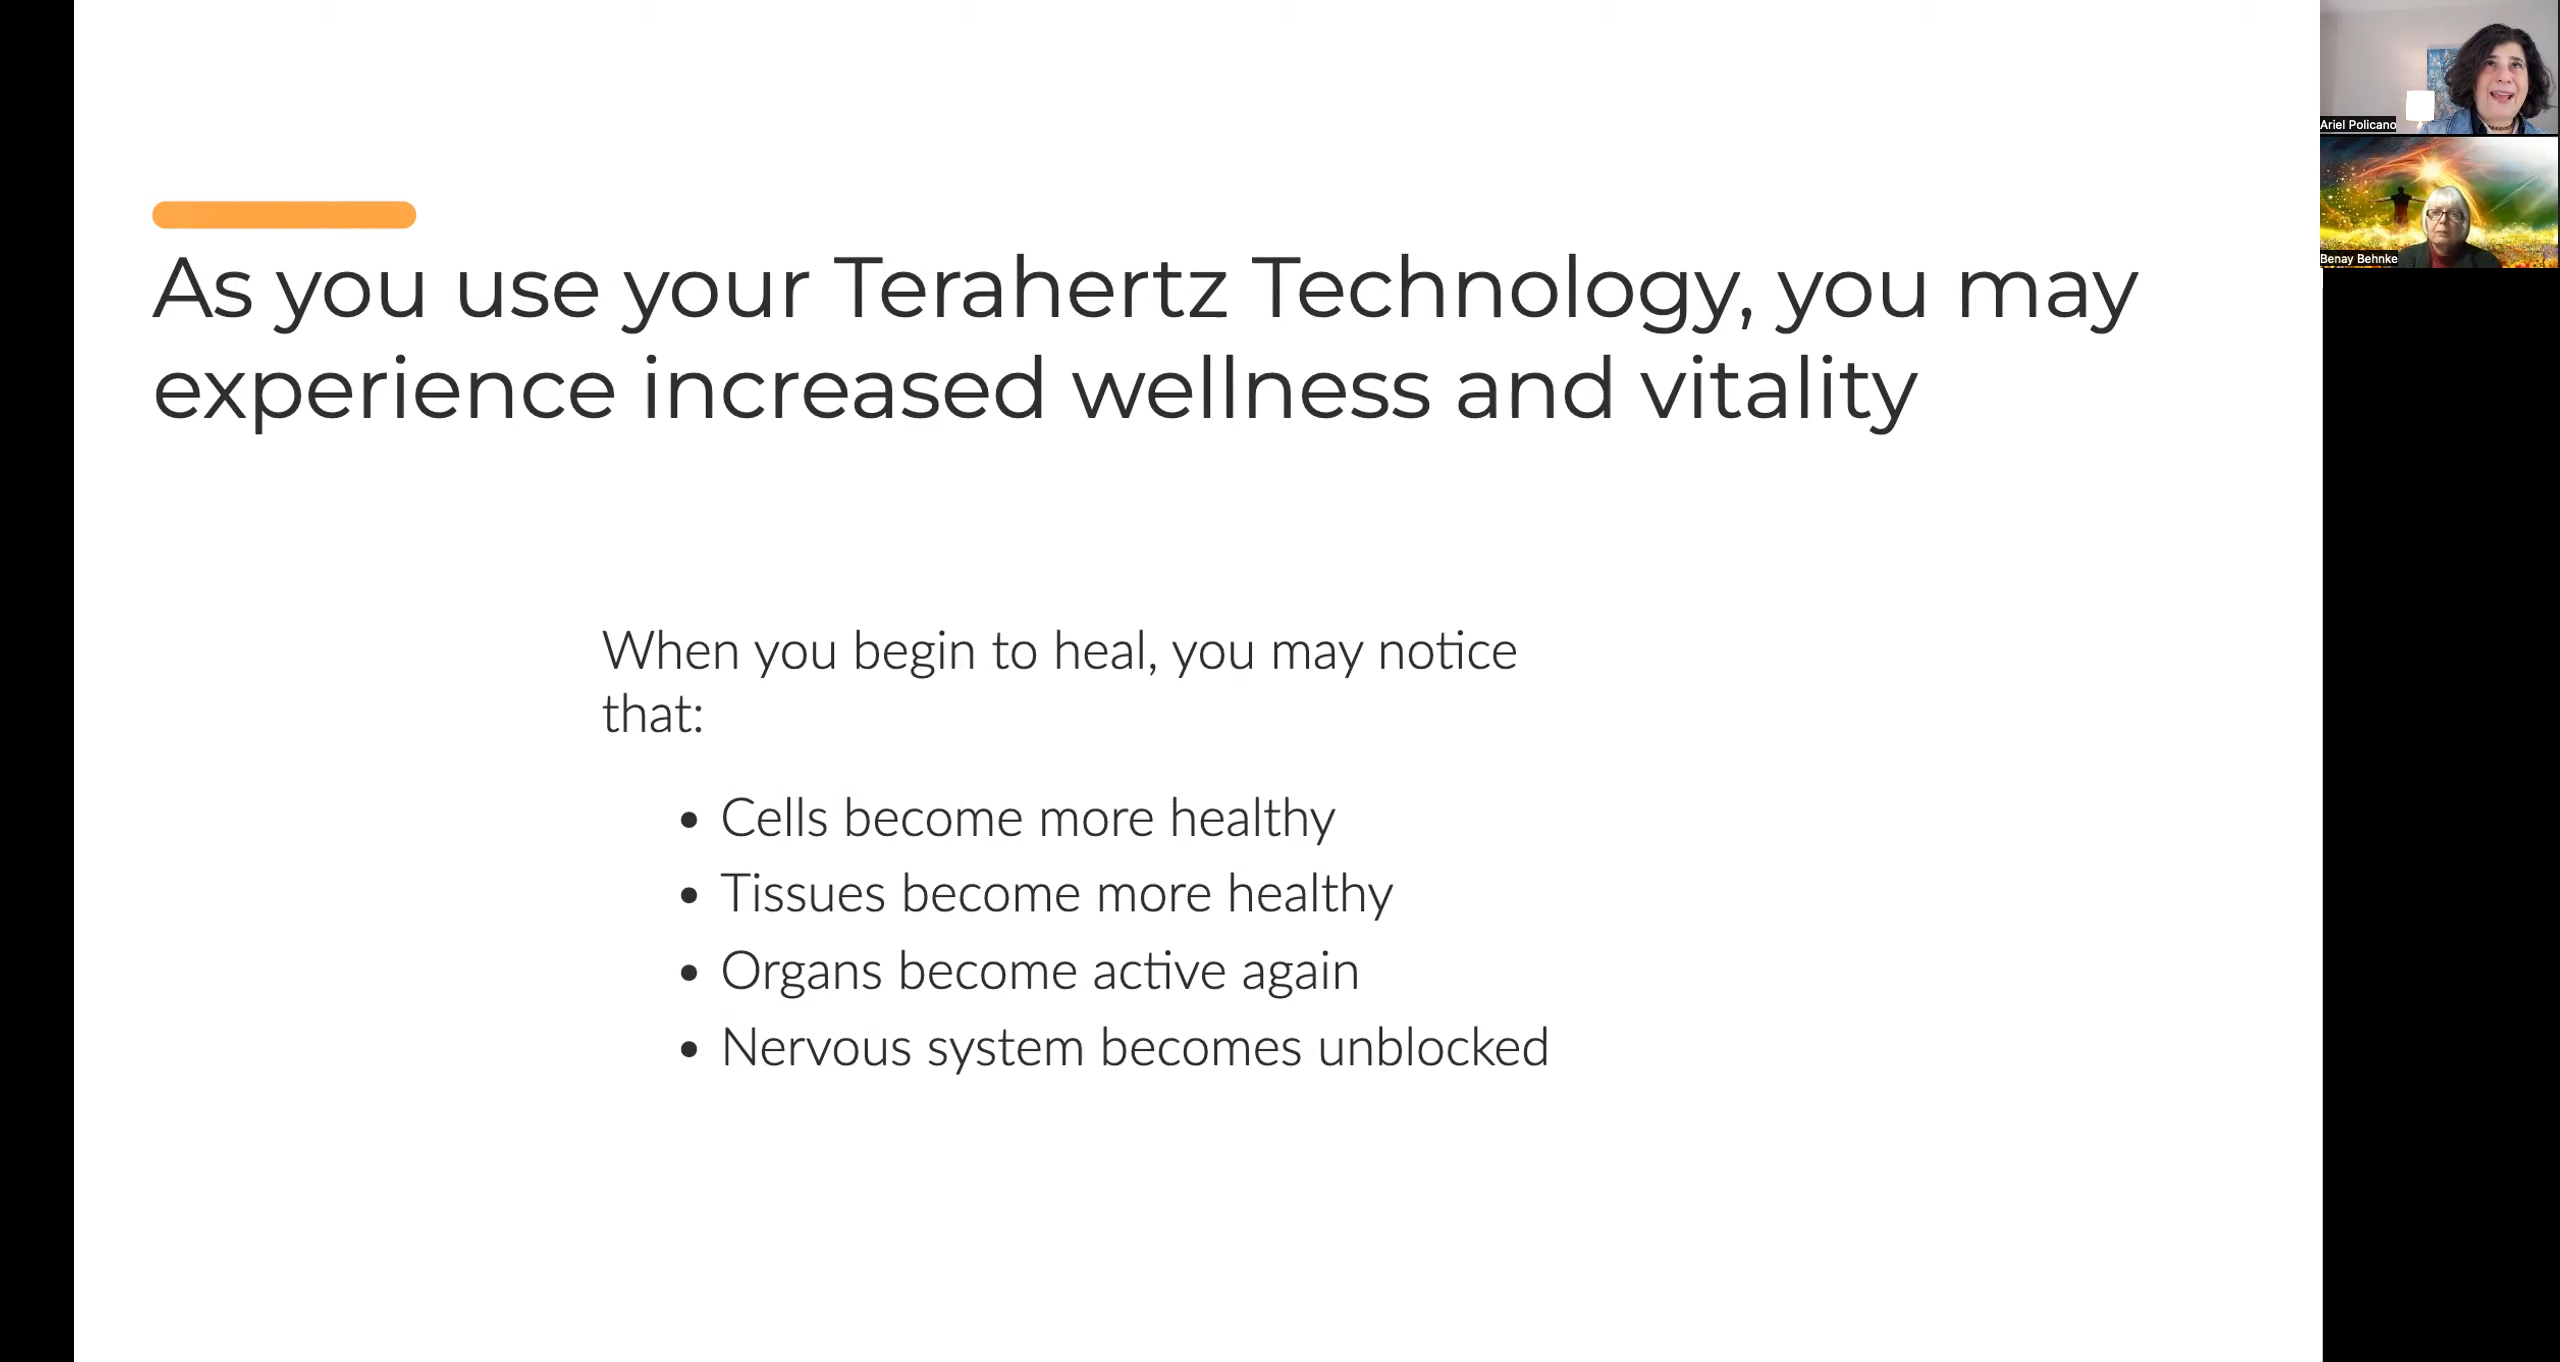 As you use your Terahertz Technology, you may
experience increased wellness and vitality
When you begin to heal, you may notice
that:
• Cells become more healthy
• Tissues become more healthy
• Organs become active again
• Nervous system becomes unblocked
Ariel Policano
Benay Behnke